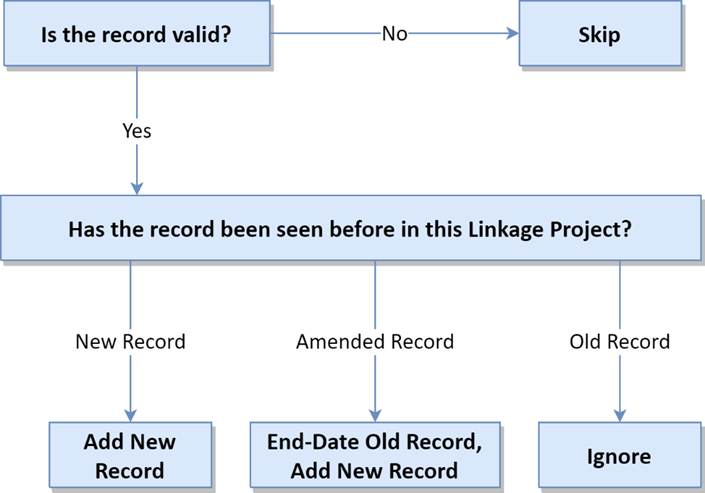 Is the record valid?
No
Skip
Yes
Has the record been seen before in this Linkage Project?
New Record
Amended Record
Old Record
Add New
Record
End-Date Old Record,
Add New Record
Ignore